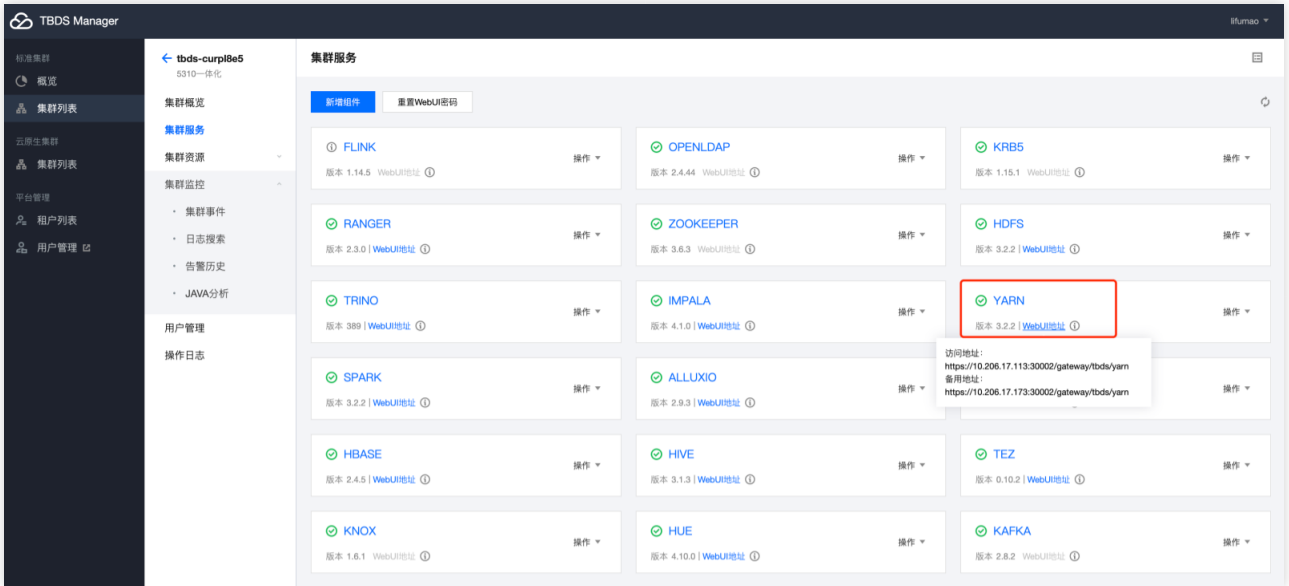 TBDS Manager
lifumao
标准集群
概览
集群列表
云原生集群
集群列表
平台管理
租户列表
用户管理
tbds-curpl8e5
5310一体化
集群概览
集群服务
集群资源
集群监控
集群事件
日志搜索
告警历史
JAVA分析
用户管理
操作日志
集群服务
新增组件 重置WebUI密码
FLINK
版本 1.14.5 WebUI地址
操作
OPENLDAP
版本 2.4.44 WebUI地址
操作
KRB5
版本 1.15.1 WebUI地址
操作
RANGER
版本 2.3.0 | WebUI地址
操作
ZOOKEEPER
版本 3.6.3 WebUI地址
操作
HDFS
版本 3.2.2 | WebUI地址
操作
TRINO
版本 389 | WebUI地址
操作
IMPALA
版本 4.1.0 | WebUI地址
操作
YARN
版本 3.2.2 | WebUI地址
操作
访问地址：
https://10.206.17.113:30002/gateway/tbds/yarn
备用地址：
https://10.206.17.173:30002/gateway/tbds/yarn
SPARK
版本 3.2.2 | WebUI地址
操作
ALLUXIO
版本 2.9.3 | WebUI地址
操作
操作
HBASE
版本 2.4.5 | WebUI地址
操作
HIVE
版本 3.1.3 | WebUI地址
操作
TEZ
版本 0.10.2 | WebUI地址
操作
KNOX
版本 1.6.1 WebUI地址
操作
HUE
版本 4.10.0 | WebUI地址
操作
KAFKA
版本 2.8.2 WebUI地址
操作